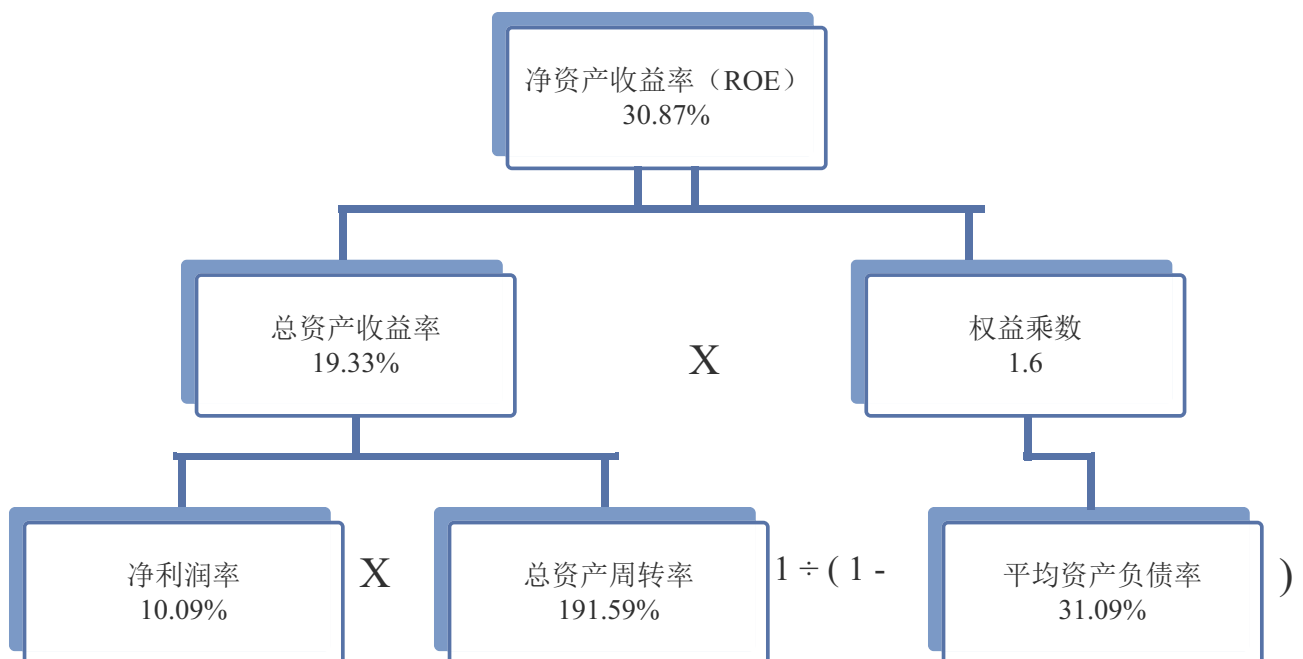 净资产收益率（ROE）
30.87%
总资产收益率
19.33%
X
权益乘数
1.6
净利润率
10.09%
X
总资产周转率
191.59%
1 ÷ ( 1 -
平均资产负债率
31.09%
)